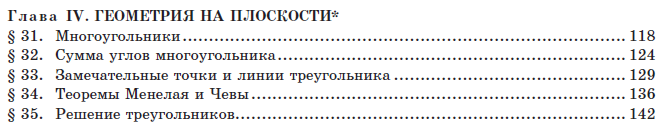 Глава IV. ГЕОМЕТРИЯ НА ПЛОСКОСТИ*
§ 31. Многоугольники........................................................................ 118
§ 32. Сумма углов многоугольника........................................................ 124
§ 33. Замечательные точки и линии треугольника ...................................... 129
§ 34. Теоремы Менелая и Чевы............................................................. 136
§ 35. Решение треугольников............................................................... 142